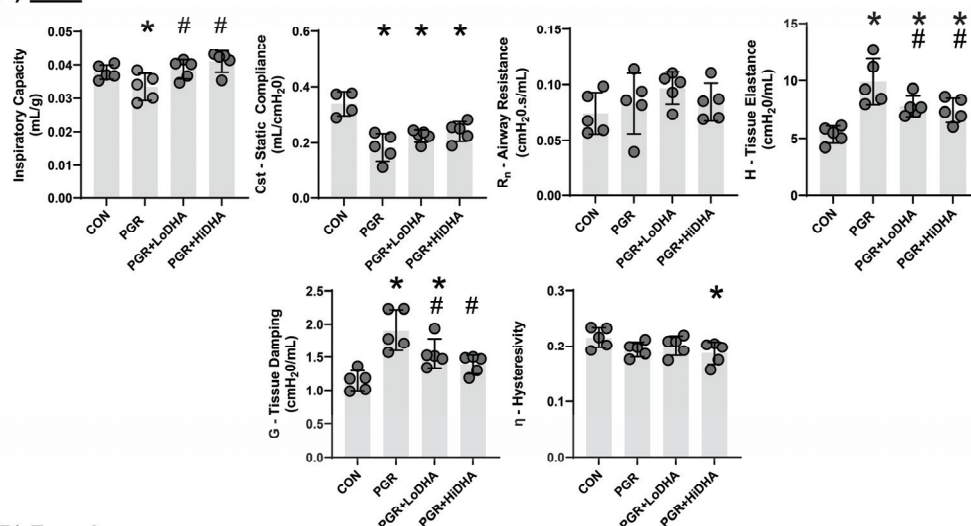 Inspiratory Capacity
(mL/g)
0.05
0.04
0.03
0.02
0.01
0.00
* # #
CON
PGR
PGR+LoDHA
PGR+HiDHA
Cst - Static Compliance
(mL/cmH20)
0.6
0.4
0.2
0.0
* * *
CON
PGR
PGR+LoDHA
PGR+HiDHA
Rn - Airway Resistance
(cmH20.s/mL)
0.15
0.10
0.05
0.00
CON
PGR
PGR+LoDHA
PGR+HiDHA
H - Tissue Elastance
(cmH20/mL)
15
10
5
0
* * *
# #
CON
PGR
PGR+LoDHA
PGR+HiDHA
G - Tissue Damping
(cmH20/mL)
2.5
2.0
1.5
1.0
0.5
0.0
* *
# #
CON
PGR
PGR+LoDHA
PGR+HiDHA
η - Hysteresivity
0.3
0.2
0.1
0.0
*
CON
PGR
PGR+LoDHA
PGR+HiDHA